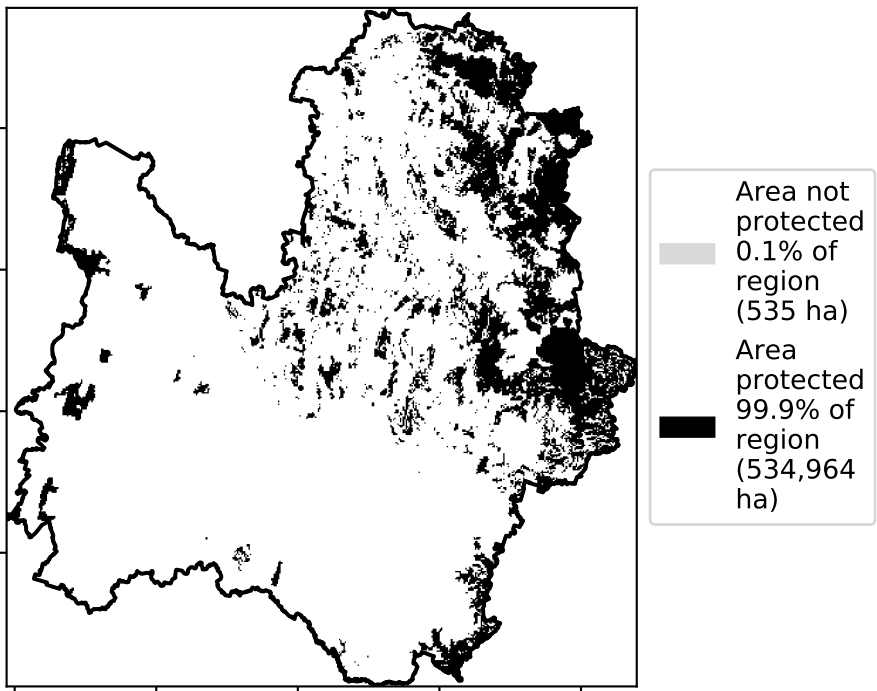 Area not
protected
0.1% of
region
(535 ha)
Area
protected
99.9% of
region
(534,964
ha)